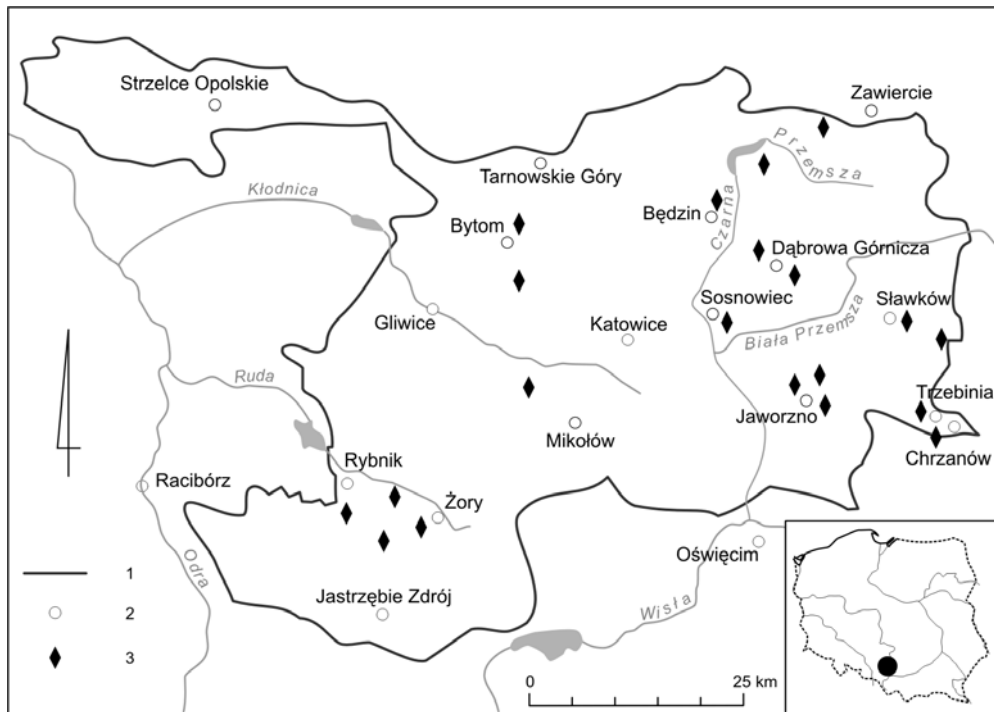 Strzelce Opolskie
Zawiercie
Przemsza
Tarnowskie Góry
Kłodnica
Bytom
Będzin
Czarna
Dąbrowa Górnicza
Sosnowiec
Sławków
Gliwice
Katowice
Biała Przemsza
Ruda
Trzebinia
Jaworzno
Mikołów
Chrzanów
Rybnik
Racibórz
Żory
Oświęcim
Odra
1
2
Jastrzębie Zdrój
Wisła
3
0
25 km